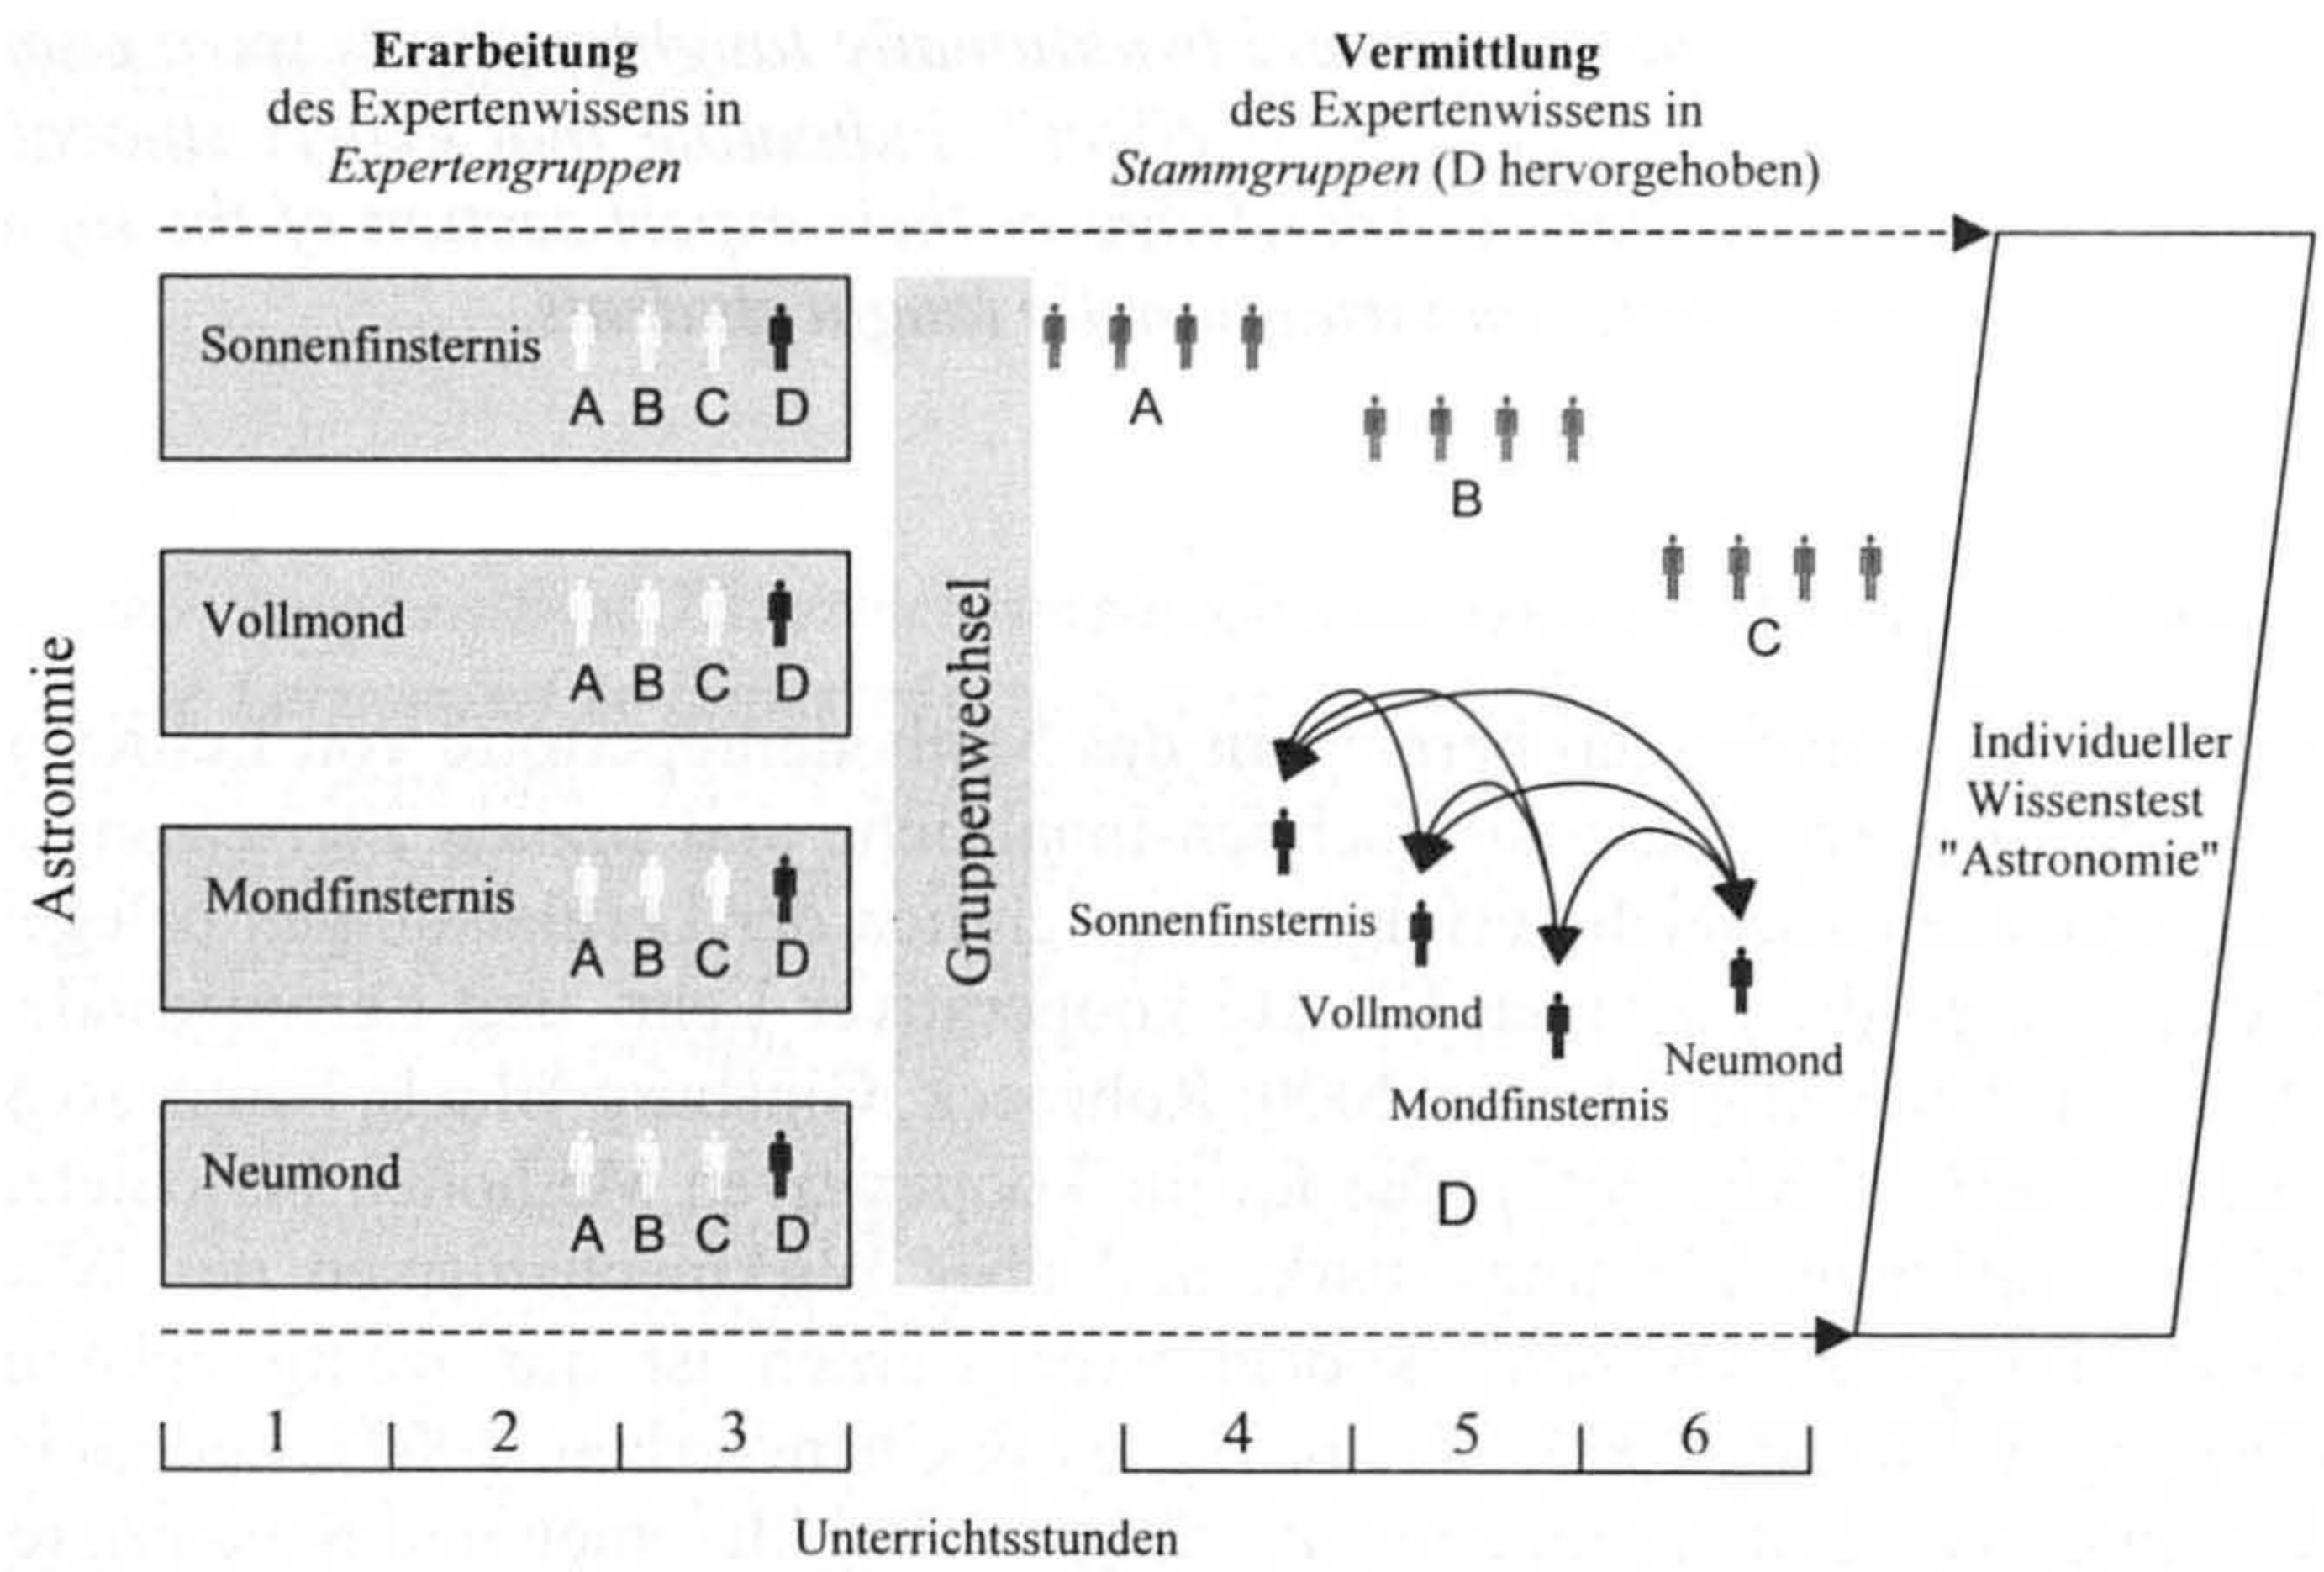 Erarbeitung
des Expertenwissens in
Expertengruppen
Vermittlung
des Expertenwissens in
Stammgruppen (D hervorgehoben)
Astronomie
Sonnenfinsternis
A B C D
Vollmond
A B C D
Mondfinsternis
A B C D
Neumond
A B C D
Gruppenwechsel
A
B
C
Sonnenfinsternis
Vollmond
Mondfinsternis
Neumond
D
Individueller
Wissenstest
"Astronomie"
1 2 3 4 5 6
Unterrichtsstunden